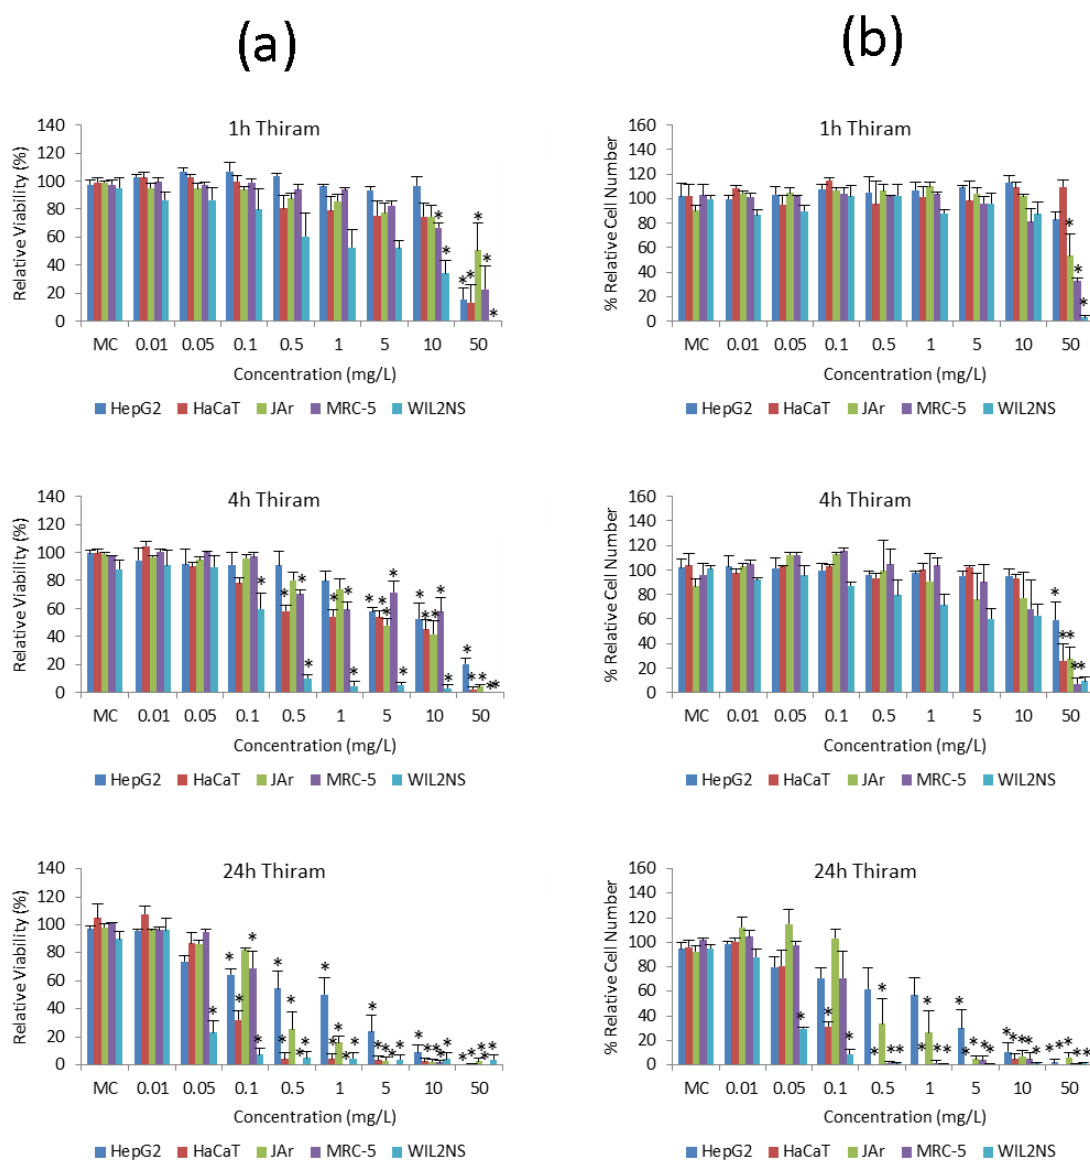 (a)
(b)
1h Thiram
Relative Viability (%)
140
120
100
80
60
40
20
0
MC 0.01 0.05 0.1 0.5 1 5 10 50
Concentration (mg/L)
HepG2 HaCaT JAr MRC-5 WIL2NS
1h Thiram
% Relative Cell Number
160
140
120
100
80
60
40
20
0
MC 0.01 0.05 0.1 0.5 1 5 10 50
Concentration (mg/L)
HepG2 HaCaT JAr MRC-5 WIL2NS
4h Thiram
Relative Viability (%)
140
120
100
80
60
40
20
0
MC 0.01 0.05 0.1 0.5 1 5 10 50
Concentration (mg/L)
HepG2 HaCaT JAr MRC-5 WIL2NS
4h Thiram
% Relative Cell Number
160
140
120
100
80
60
40
20
0
MC 0.01 0.05 0.1 0.5 1 5 10 50
Concentration (mg/L)
HepG2 HaCaT JAr MRC-5 WIL2NS
24h Thiram
Relative Viability (%)
140
120
100
80
60
40
20
0
MC 0.01 0.05 0.1 0.5 1 5 10 50
Concentration (mg/L)
HepG2 HaCaT JAr MRC-5 WIL2NS
24h Thiram
% Relative Cell Number
160
140
120
100
80
60
40
20
0
MC 0.01 0.05 0.1 0.5 1 5 10 50
Concentration (mg/L)
HepG2 HaCaT JAr MRC-5 WIL2NS